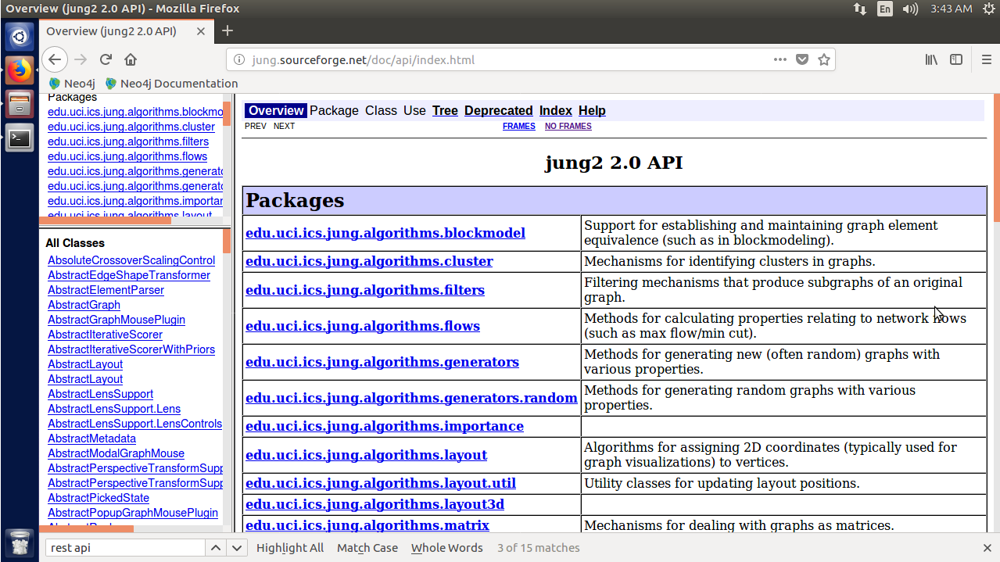 Overview (jung2 2.0 API) - Mozilla Firefox
En
3:43 AM
Overview (jung2 2.0 API)
jung.sourceforge.net/doc/api/index.html
Neo4j
Neo4j Documentation
Packages
edu.uci.ics.jung.algorithms.blockmo
edu.uci.ics.jung.algorithms.cluster
edu.uci.ics.jung.algorithms.filters
edu.uci.ics.jung.algorithms.flows
edu.uci.ics.jung.algorithms.generato
edu.uci.ics.jung.algorithms.generato
edu.uci.ics.jung.algorithms.importan
edu.uci.ics.jung.algorithms.layout
All Classes
AbsoluteCrossoverScalingControl
AbstractEdgeShapeTransformer
AbstractElementParser
AbstractGraph
AbstractGraphMousePlugin
AbstractIterativeScorer
AbstractIterativeScorerWithPriors
AbstractLayout
AbstractLayout
AbstractLensSupport
AbstractLensSupport.Lens
AbstractLensSupport.LensControls
AbstractMetadata
AbstractModalGraphMouse
AbstractPerspectiveTransformSupp
AbstractPerspectiveTransformSupp
AbstractPickedState
AbstractPopupGraphMousePlugin
Overview Package Class Use Tree Deprecated Index Help
PREV NEXT
FRAMES NO FRAMES
jung2 2.0 API
Packages
edu.uci.ics.jung.algorithms.blockmodel
Support for establishing and maintaining graph element
equivalence (such as in blockmodeling).
edu.uci.ics.jung.algorithms.cluster
Mechanisms for identifying clusters in graphs.
edu.uci.ics.jung.algorithms.filters
Filtering mechanisms that produce subgraphs of an original
graph.
edu.uci.ics.jung.algorithms.flows
Methods for calculating properties relating to network flows
(such as max flow/min cut).
edu.uci.ics.jung.algorithms.generators
Methods for generating new (often random) graphs with
various properties.
edu.uci.ics.jung.algorithms.generators.random
Methods for generating random graphs with various
properties.
edu.uci.ics.jung.algorithms.importance
edu.uci.ics.jung.algorithms.layout
Algorithms for assigning 2D coordinates (typically used for
graph visualizations) to vertices.
edu.uci.ics.jung.algorithms.layout.util
Utility classes for updating layout positions.
edu.uci.ics.jung.algorithms.layout3d
edu.uci.ics.jung.algorithms.matrix
Mechanisms for dealing with graphs as matrices.
rest api
Highlight All
Match Case
Whole Words
3 of 15 matches